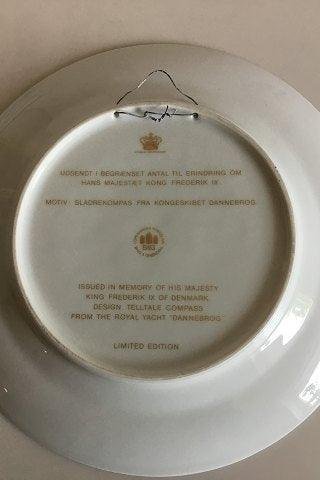 UDSENDT I BEGRÆNSET ANTAL TIL ERINDRING OM
HANS MAJESTÆT KONG FREDERIK IX.
MOTIV: SLADREKOMPAS FRA KONGESKIBET DANNEBROG.
ISSUED IN MEMORY OF HIS MAJESTY
KING FREDERIK IX OF DENMARK.
DESIGN: TELLTALE COMPASS
FROM THE ROYAL YACHT "DANNEBROG"
LIMITED EDITION